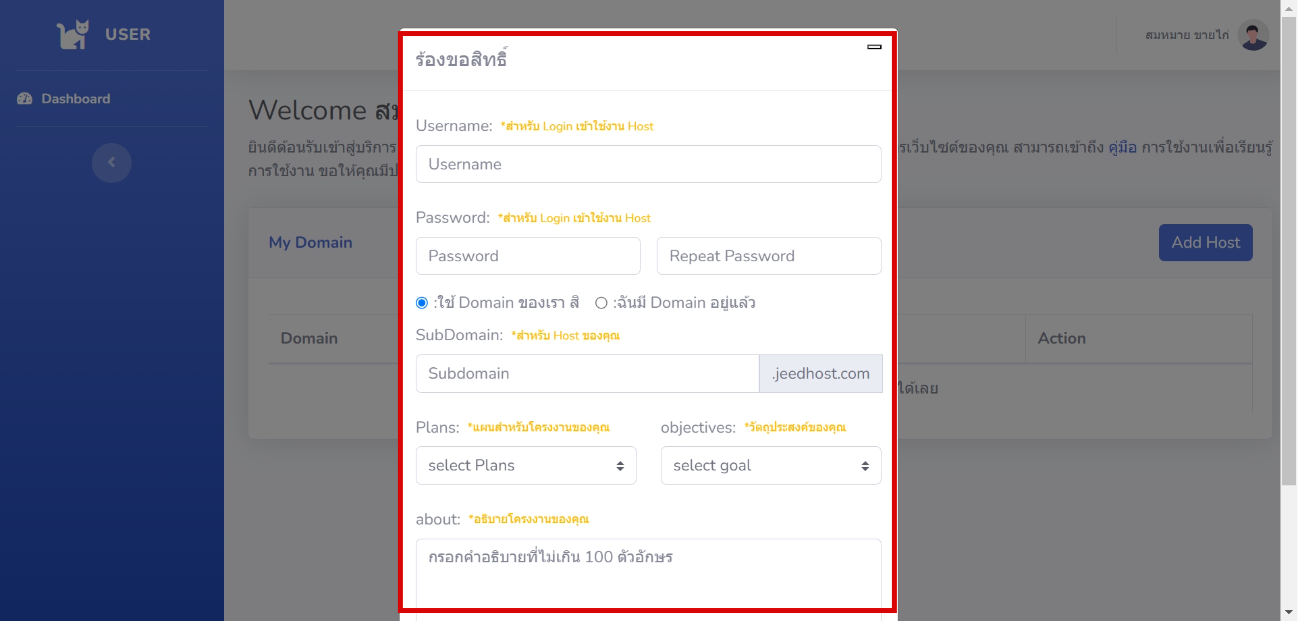 USER
สมหมาย ขายไก่
Dashboard
Welcome สม
ยินดีต้อนรับเข้าสู่บริการ
รเว็บไซต์ของคุณ สามารถเข้าถึง คู่มือ การใช้งานเพื่อเรียนรู้
การใช้งาน ขอให้คุณมีป
My Domain
Add Host
Domain
Action
ได้เลย
ร้องขอสิทธิ์
Username: *สำหรับ Login เข้าใช้งาน Host
Username
Password: *สำหรับ Login เข้าใช้งาน Host
Password
Repeat Password
:ใช้ Domain ของเรา สิ :ฉันมี Domain อยู่แล้ว
SubDomain: *สำหรับ Host ของคุณ
Subdomain .jeedhost.com
Plans: *แผนสำหรับโครงงานของคุณ
objectives: *วัตถุประสงค์ของคุณ
select Plans
select goal
about: *อธิบายโครงงานของคุณ
กรอกคำอธิบายที่ไม่เกิน 100 ตัวอักษร